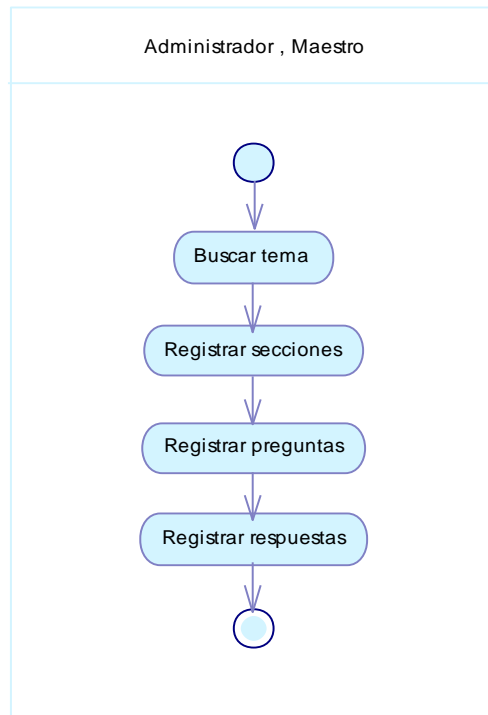 Administrador , Maestro
Buscar tema
Registrar secciones
Registrar preguntas
Registrar respuestas